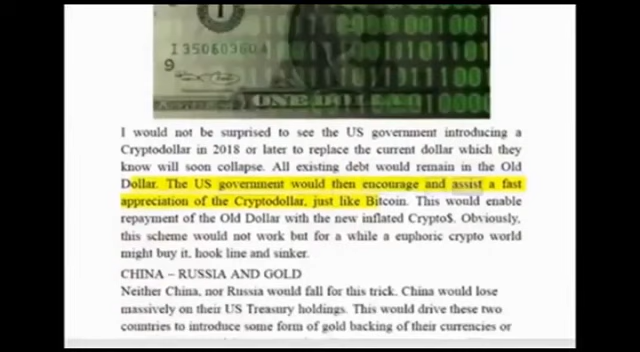 I35060360A
9
ONE DO
I would not be surprised to see the US government introducing a
Cryptodollar in 2018 or later to replace the current dollar which they
know will soon collapse. All existing debt would remain in the Old
Dollar. The US government would then encourage and assist a fast
appreciation of the Cryptodollar, just like Bitcoin. This would enable
repayment of the Old Dollar with the new inflated Crypto$. Obviously,
this scheme would not work but for a while a euphoric crypto world
might buy it, hook line and sinker.
CHINA – RUSSIA AND GOLD
Neither China, nor Russia would fall for this trick. China would lose
massively on their US Treasury holdings. This would drive these two
countries to introduce some form of gold backing of their currencies or